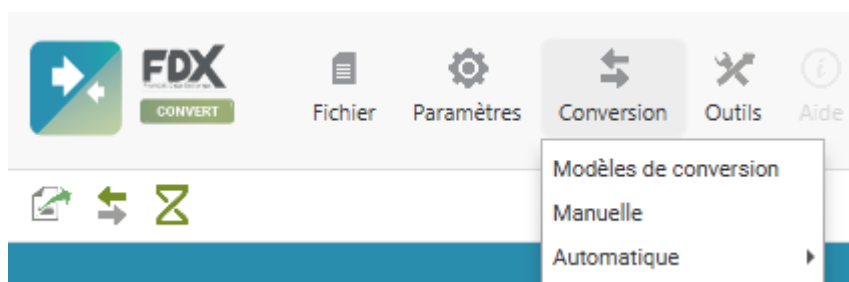 FDX
CONVERT
Fichier
Paramètres
Conversion
Outils
Aide
Modèles de conversion
Manuelle
Automatique